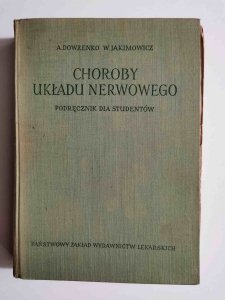 A.DOWŻENKO W.JAKIMOWICZ
CHOROBY
UKŁADU NERWOWEGO
PODRĘCZNIK DLA STUDENTÓW
PAŃSTWOWY ZAKŁAD WYDAWNICTW LEKARSKICH